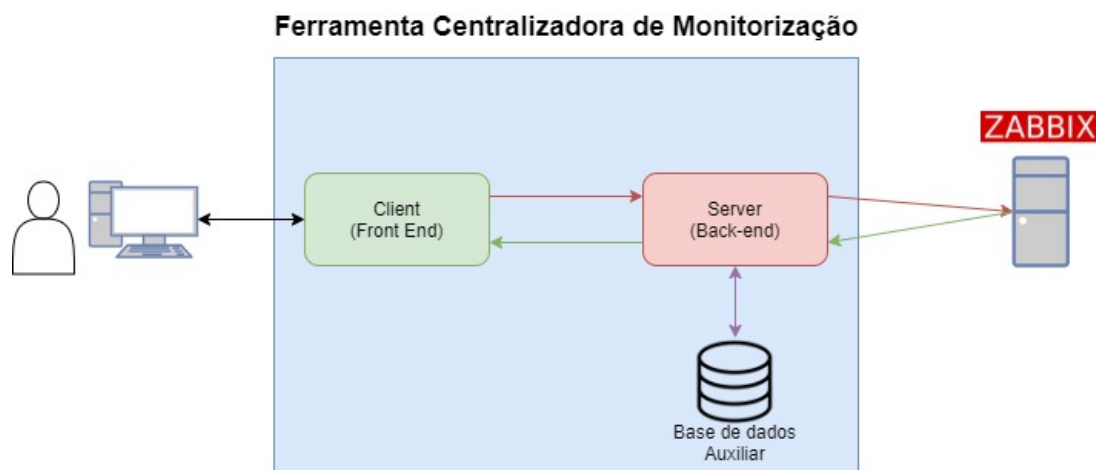 Ferramenta Centralizadora de Monitorização
ZABBIX
Client
(Front End)
Server
(Back-end)
Base de dados
Auxiliar